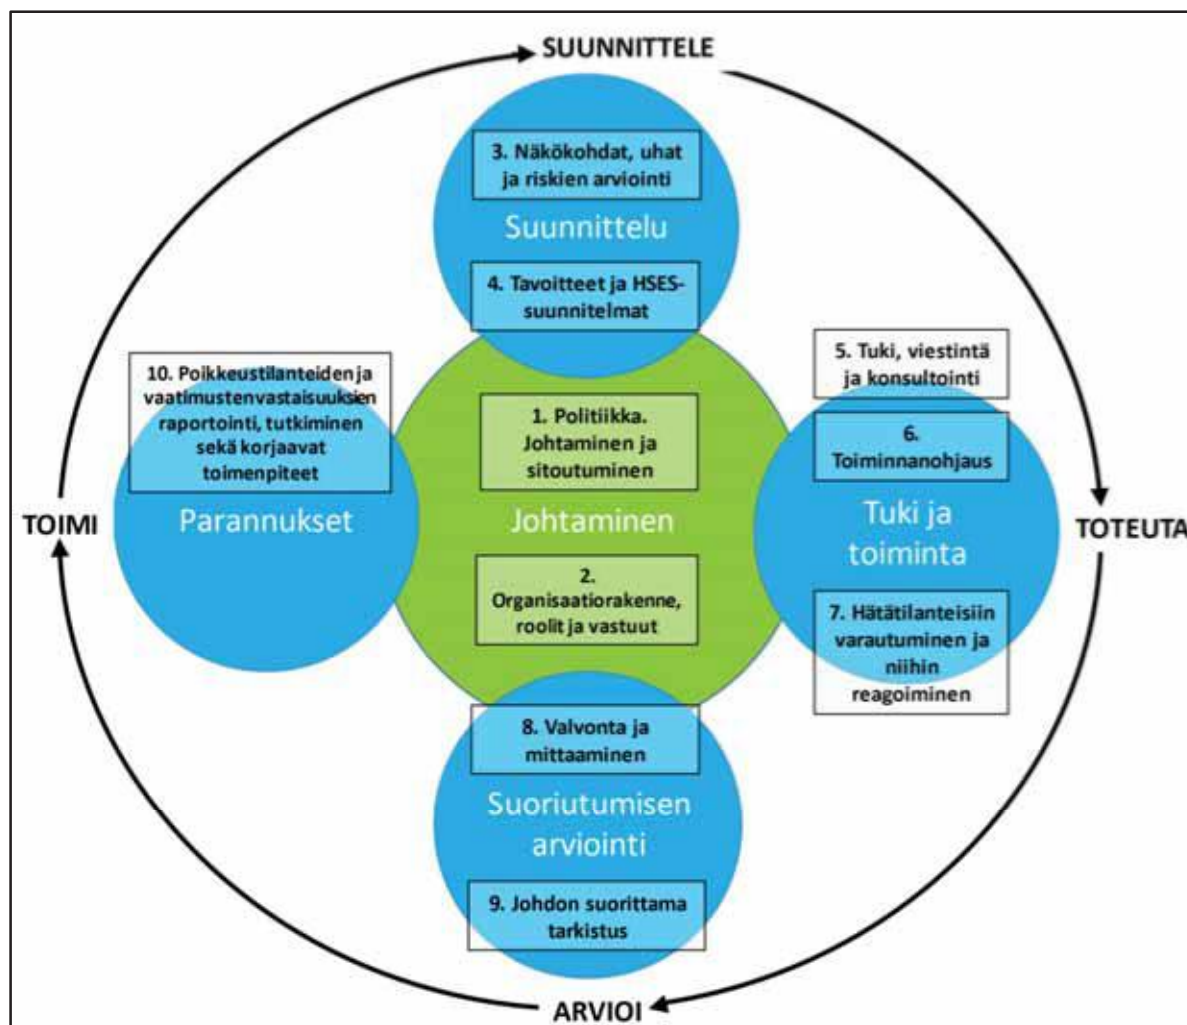 SUUNNITTELE
3. Näkökohdat, uhat
ja riskien arviointi
Suunnittelu
4. Tavoitteet ja HSES-
suunnitelmat
10. Poikkeustilanteiden ja
vaatimustenvastaisuuksien
raportointi, tutkiminen
sekä korjaavat
toimenpiteet
Parannukset
TOIMI
1. Politiikka.
Johtaminen ja
sitoutuminen
Johtaminen
2.
Organisaatiorakenne,
roolit ja vastuut
5. Tuki, viestintä
ja konsultointi
6.
Toiminnanohjaus
Tuki ja
toiminta
7. Hätätilanteisiin
varautuminen ja
niihin
reagoiminen
TOTEUTA
8. Valvonta ja
mittaaminen
Suoriutumisen
arviointi
9. Johdon suorittama
tarkistus
ARVIOI